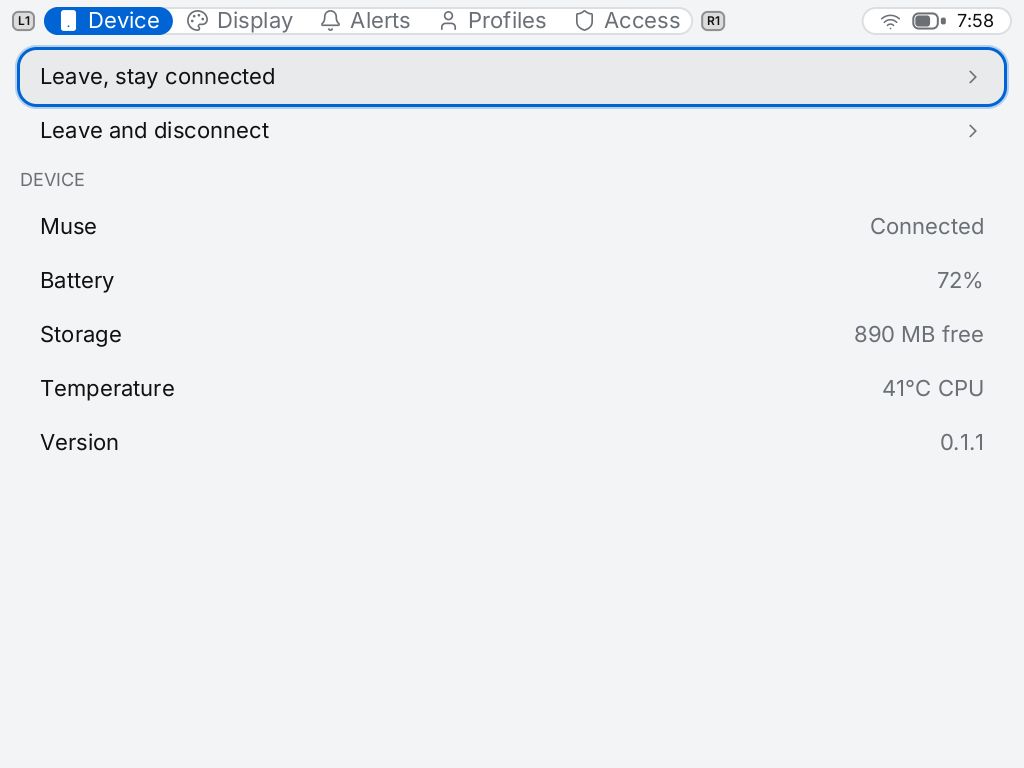 L1 Device Display Alerts Profiles Access R1 7:58
Leave, stay connected
Leave and disconnect
DEVICE
Muse Connected
Battery 72%
Storage 890 MB free
Temperature 41°C CPU
Version 0.1.1